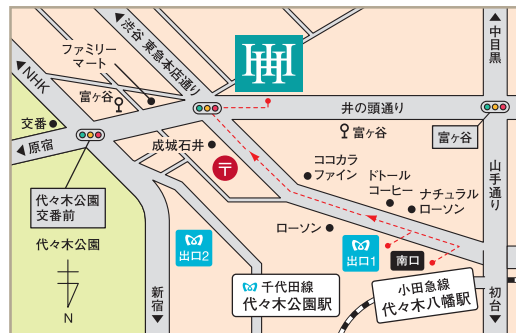 渋谷 東急本店通り
ファミリー
マート
NHK
富ヶ谷
交番
原宿
HH
井の頭通り
富ヶ谷
富ヶ谷
中目黒
山手通り
初台
成城石井
〒
ココカラ
ファイン
ドトール
コーヒー
ナチュラル
ローソン
ローソン
代々木公園
交番前
代々木公園
N
新宿
出口2
千代田線
代々木公園駅
出口1
南口
小田急線
代々木八幡駅